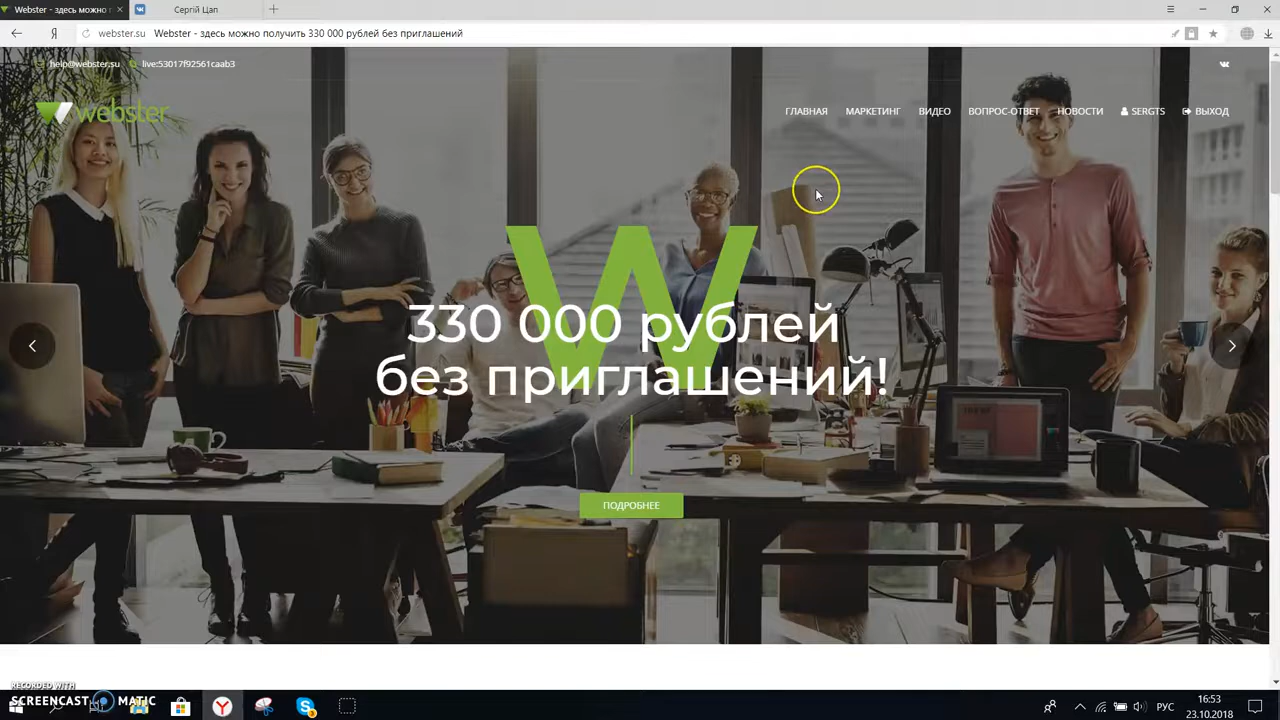 Webster - здесь можно
Сергій Цап
webster.su Webster - здесь можно получить 330 000 рублей без приглашений
help@webster.su live:53017f92561caab3
webster
ГЛАВНАЯ МАРКЕТИНГ ВИДЕО ВОПРОС-ОТВЕТ НОВОСТИ SERGTS ВЫХОД
W
330 000 рублей
без приглашений!
ПОДРОБНЕЕ
RECORDED WITH
SCREENCAST MATIC
РУС
16:53
23.10.2018